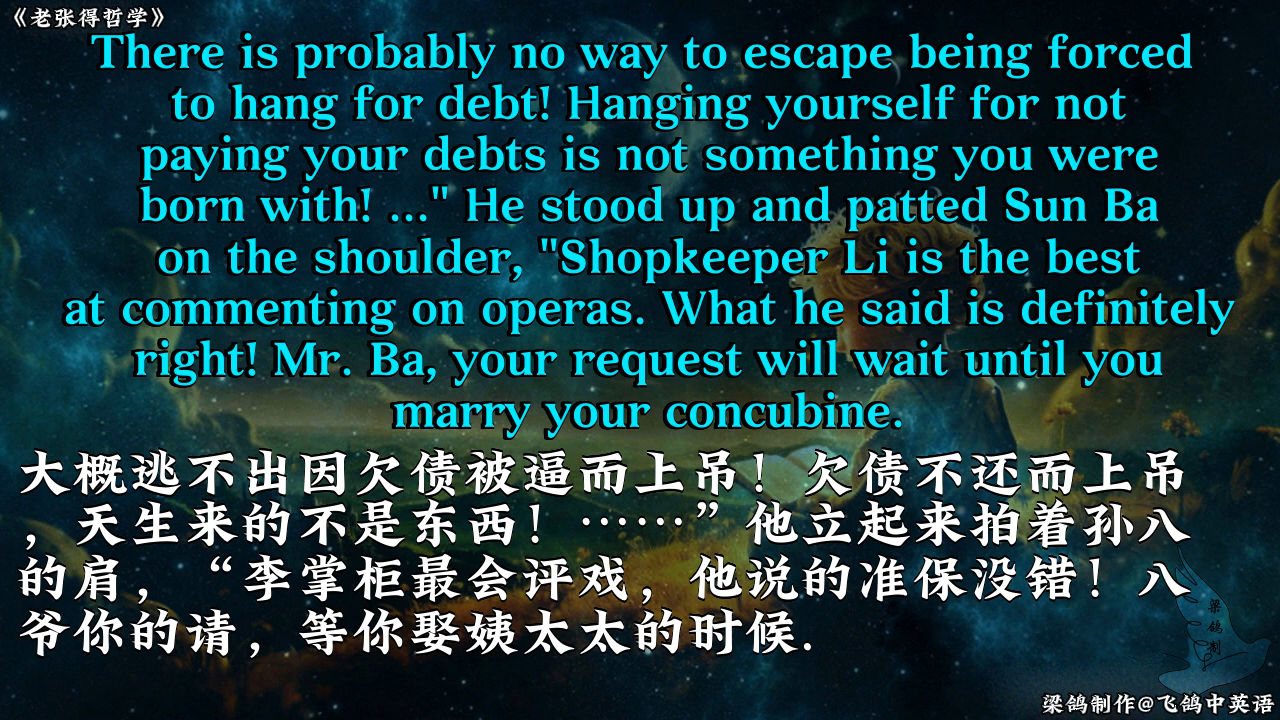 《老张得哲学》
There is probably no way to escape being forced
to hang for debt! Hanging yourself for not
paying your debts is not something you were
born with! ..." He stood up and patted Sun Ba
on the shoulder, "Shopkeeper Li is the best
at commenting on operas. What he said is definitely
right! Mr. Ba, your request will wait until you
marry your concubine.
大概逃不出因欠债被逼而上吊！欠债不还而上吊
，天生来的不是东西！……”他立起来拍着孙八
的肩，“李掌柜最会评戏，他说的准保没错！八
爷你的请，等你娶姨太太的时候.
梁
鸽
制
梁鸽制作@飞鸽中英语